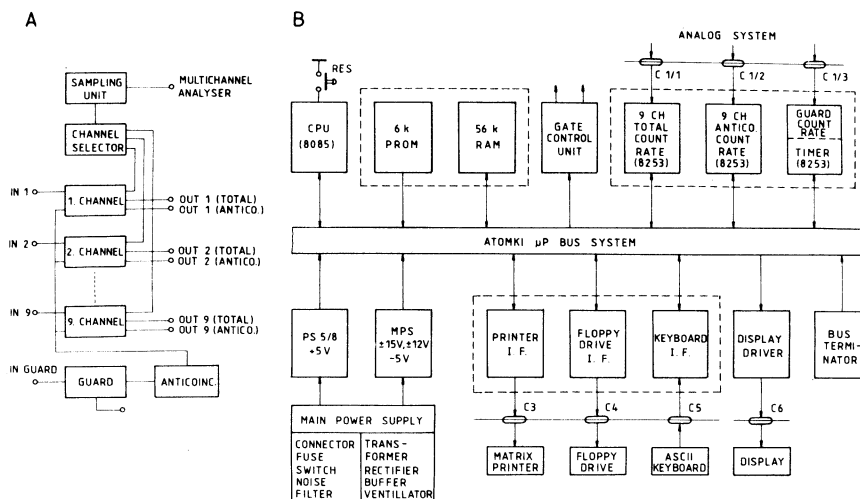 A
SAMPLING
UNIT
MULTICHANNEL
ANALYSER
CHANNEL
SELECTOR
IN 1
1. CHANNEL
OUT 1 (TOTAL)
OUT 1 (ANTICO.)
IN 2
2. CHANNEL
OUT 2 (TOTAL)
OUT 2 (ANTICO.)
IN 9
9. CHANNEL
OUT 9 (TOTAL)
OUT 9 (ANTICO.)
IN GUARD
GUARD
ANTICOINC.
B
ANALOG SYSTEM
RES
C 1/1
C 1/2
C 1/3
CPU
(8085)
6 k
PROM
56 k
RAM
GATE
CONTROL
UNIT
9 CH
TOTAL
COUNT
RATE
(8253)
9 CH
ANTICO.
COUNT
RATE
(8253)
GUARD
COUNT
RATE
TIMER
(8253)
ATOMKI µP BUS SYSTEM
PS 5/8
+5V
MPS
±15V,±12V
-5V
PRINTER
I. F.
FLOPPY
DRIVE
I. F.
KEYBOARD
I.F.
DISPLAY
DRIVER
BUS
TERMI-
NATOR
C3
C4
C5
C6
MAIN POWER SUPPLY
CONNECTOR
FUSE
SWITCH
NOISE
FILTER
TRANS-
FORMER
RECTIFIER
BUFFER
VENTILLATOR
MATRIX
PRINTER
FLOPPY
DRIVE
ASCII
KEYBOARD
DISPLAY